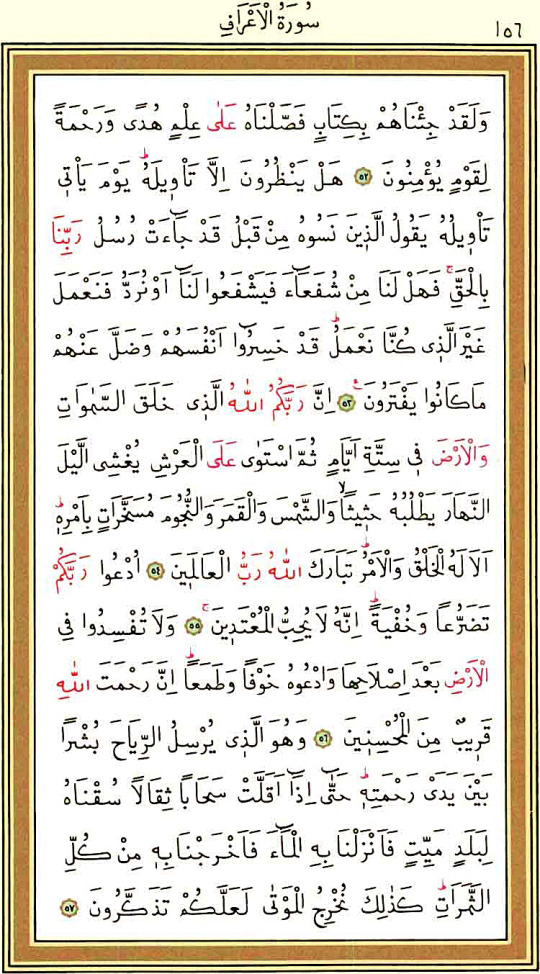 سُورَةُ الْاَعْرَافِ
١٥٦
وَلَقَدْ جِئْنَاهُمْ بِكِتَابٍ فَصَّلْنَاهُ عَلٰى عِلْمٍ هُدًى وَرَحْمَةً
لِقَوْمٍ يُؤْمِنُونَ ﴿٥٢﴾ هَلْ يَنْظُرُونَ اِلَّا تَأْوٖيلَهُۜ يَوْمَ يَأْتٖي
تَأْوٖيلُهُ يَقُولُ الَّذٖينَ نَسُوهُ مِنْ قَبْلُ قَدْ جَٓاءَتْ رُسُلُ رَبِّنَا
بِالْحَقِّۚ فَهَلْ لَنَا مِنْ شُفَعَٓاءَ فَيَشْفَعُوا لَنَٓا اَوْ نُرَدُّ فَنَعْمَلَ
غَيْرَ الَّذٖي كُنَّا نَعْمَلُۜ قَدْ خَسِرُٓوا اَنْفُسَهُمْ وَضَلَّ عَنْهُمْ
مَا كَانُوا يَفْتَرُونَࣖ ﴿٥٣﴾ اِنَّ رَبَّكُمُ اللّٰهُ الَّذٖي خَلَقَ السَّمٰوَاتِ
وَالْاَرْضَ فٖي سِتَّةِ اَيَّامٍ ثُمَّ اسْتَوٰى عَلَى الْعَرْشِ يُغْشِي الَّيْلَ
النَّهَارَ يَطْلُبُهُ حَثٖيثًاۙ وَالشَّمْسَ وَالْقَمَرَ وَالنُّجُومَ مُسَخَّرَاتٍ بِاَمْرِهٖۜ
اَلَا لَهُ الْخَلْقُ وَالْاَمْرُۜ تَبَارَكَ اللّٰهُ رَبُّ الْعَالَمٖينَ ﴿٥٤﴾ اُدْعُوا رَبَّكُمْ
تَضَرُّعًا وَخُفْيَةًۜ اِنَّهُ لَا يُحِبُّ الْمُعْتَدٖينَۚ ﴿٥٥﴾ وَلَا تُفْسِدُوا فِي
الْاَرْضِ بَعْدَ اِصْلَاحِهَا وَادْعُوهُ خَوْفًا وَطَمَعًاۜ اِنَّ رَحْمَتَ اللّٰهِ
قَرٖيبٌ مِنَ الْمُحْسِنٖينَ ﴿٥٦﴾ وَهُوَ الَّذٖي يُرْسِلُ الرِّيَاحَ بُشْرًا
بَيْنَ يَدَيْ رَحْمَتِهٖۜ حَتّٰٓى اِذَٓا اَقَلَّتْ سَحَابًا ثِقَالًا سُقْنَاهُ
لِبَلَدٍ مَيِّتٍ فَاَنْزَلْنَا بِهِ الْمَٓاءَ فَاَخْرَجْنَا بِهٖ مِنْ كُلِّ
الثَّمَرَاتِۜ كَذٰلِكَ نُخْرِجُ الْمَوْتٰى لَعَلَّكُمْ تَذَكَّرُونَ ﴿٥٧﴾